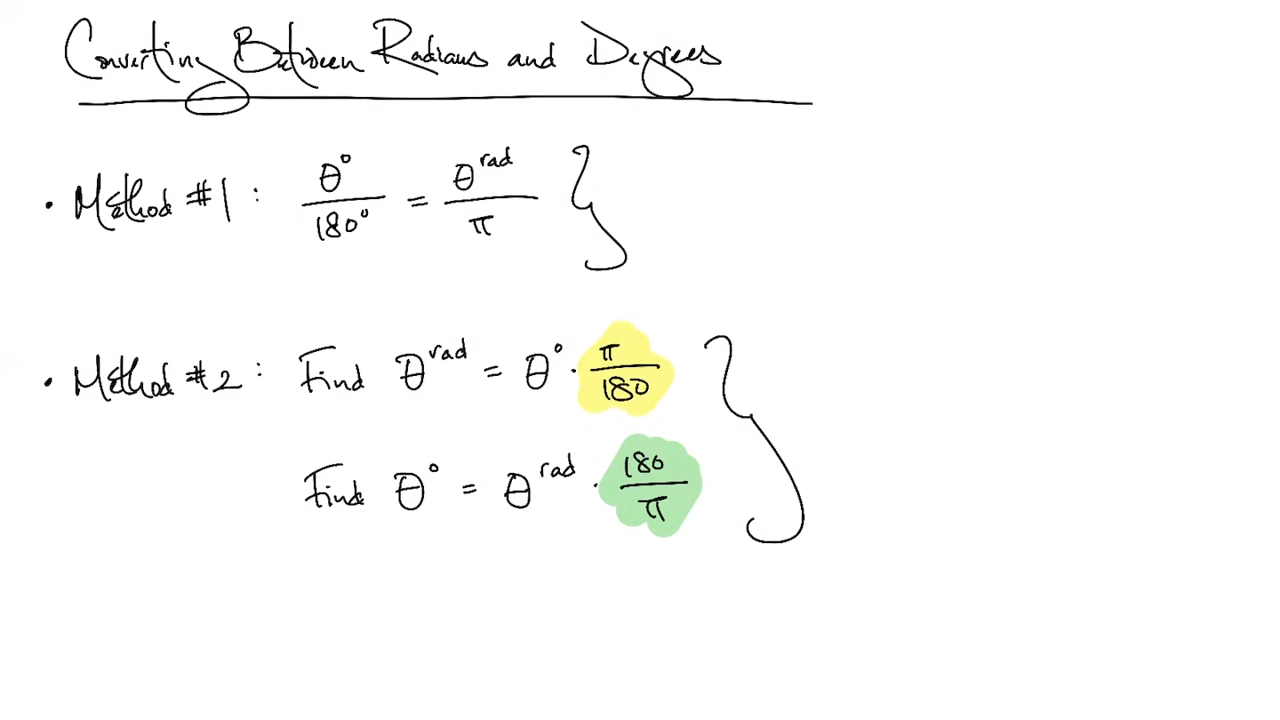 Converting Between Radians and Degrees
• Method #1: θ°/180° = θ^rad/π
• Method #2: Find θ^rad = θ° · π/180
Find θ° = θ^rad · 180/π